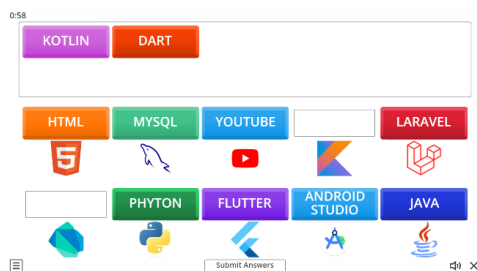 0:58
KOTLIN
DART
HTML
MYSQL
YOUTUBE
LARAVEL
PHYTON
FLUTTER
ANDROID
STUDIO
JAVA
Submit Answers